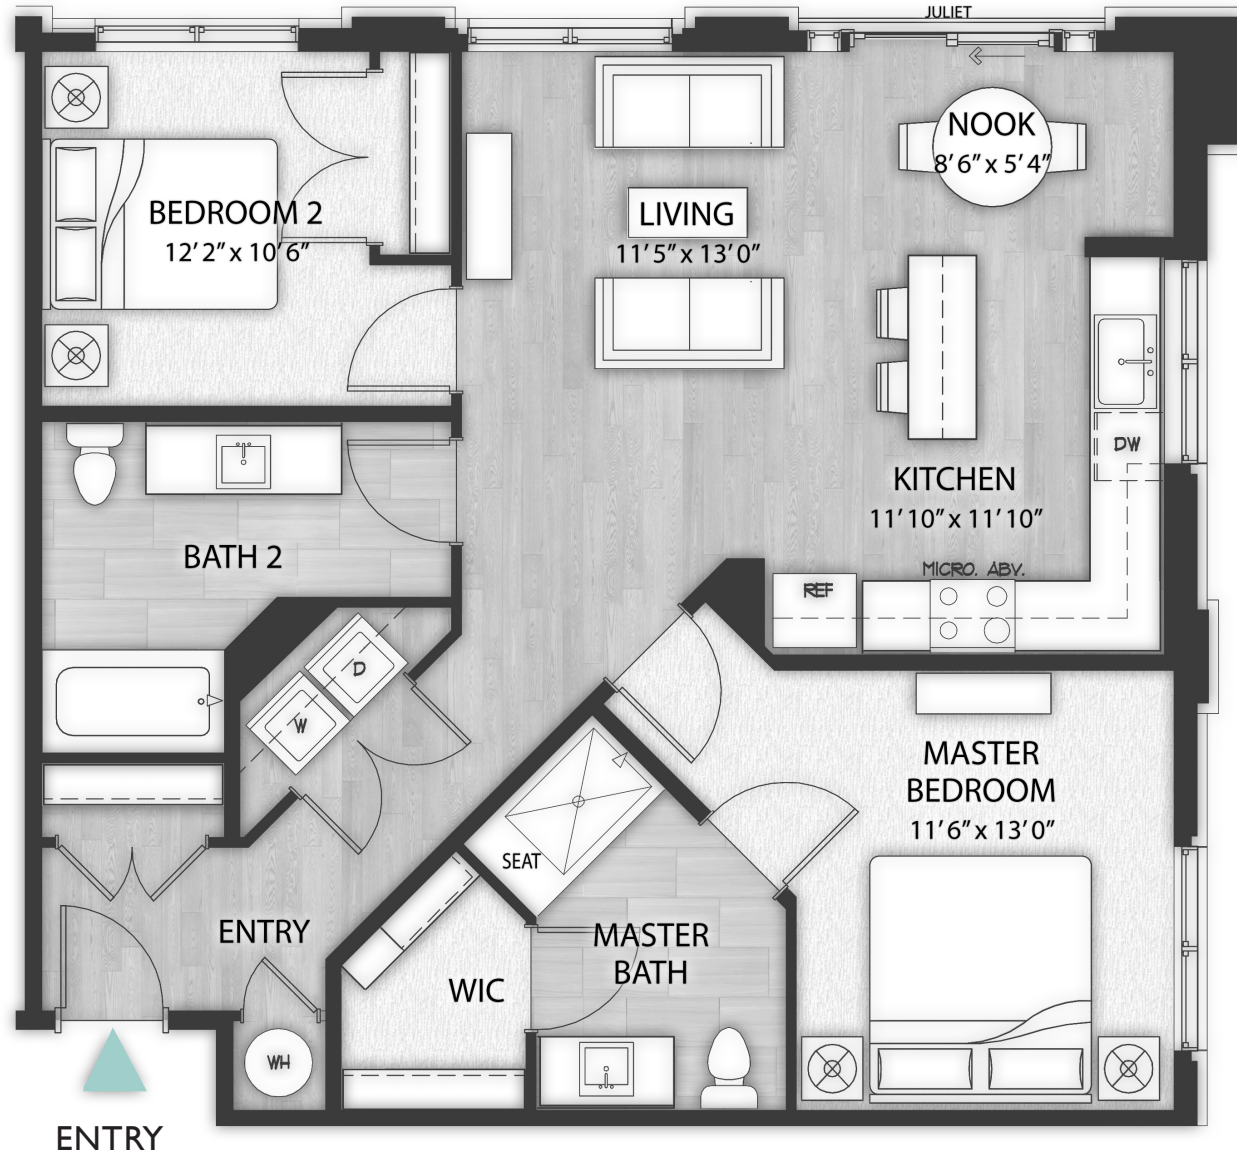 JULIET
NOOK
8’6” x 5’4”
BEDROOM 2
12’2” x 10’6”
LIVING
11’5” x 13’0”
DW
KITCHEN
11’10” x 11’10”
MICRO. ABV.
REF
BATH 2
D
W
MASTER
BEDROOM
11’6” x 13’0”
SEAT
ENTRY
MASTER
BATH
WIC
WH
ENTRY